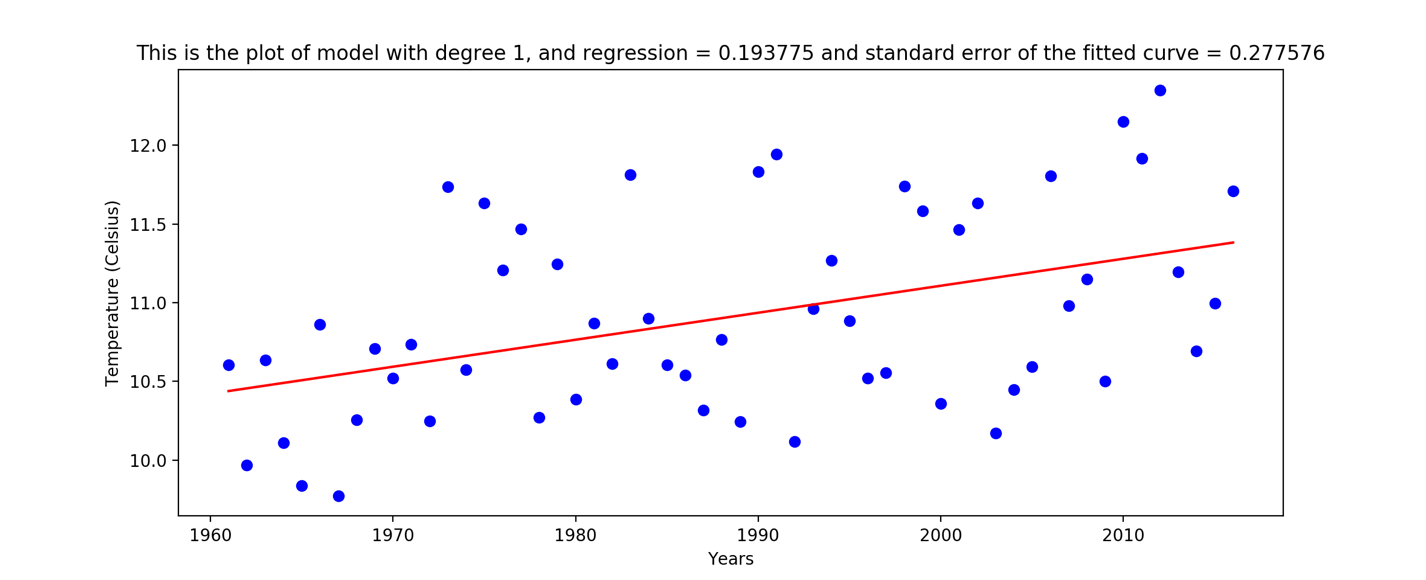 This is the plot of model with degree 1, and regression = 0.193775 and standard error of the fitted curve = 0.277576
12.0
11.5
11.0
10.5
10.0
Temperature (Celsius)
1960 1970 1980 1990 2000 2010
Years